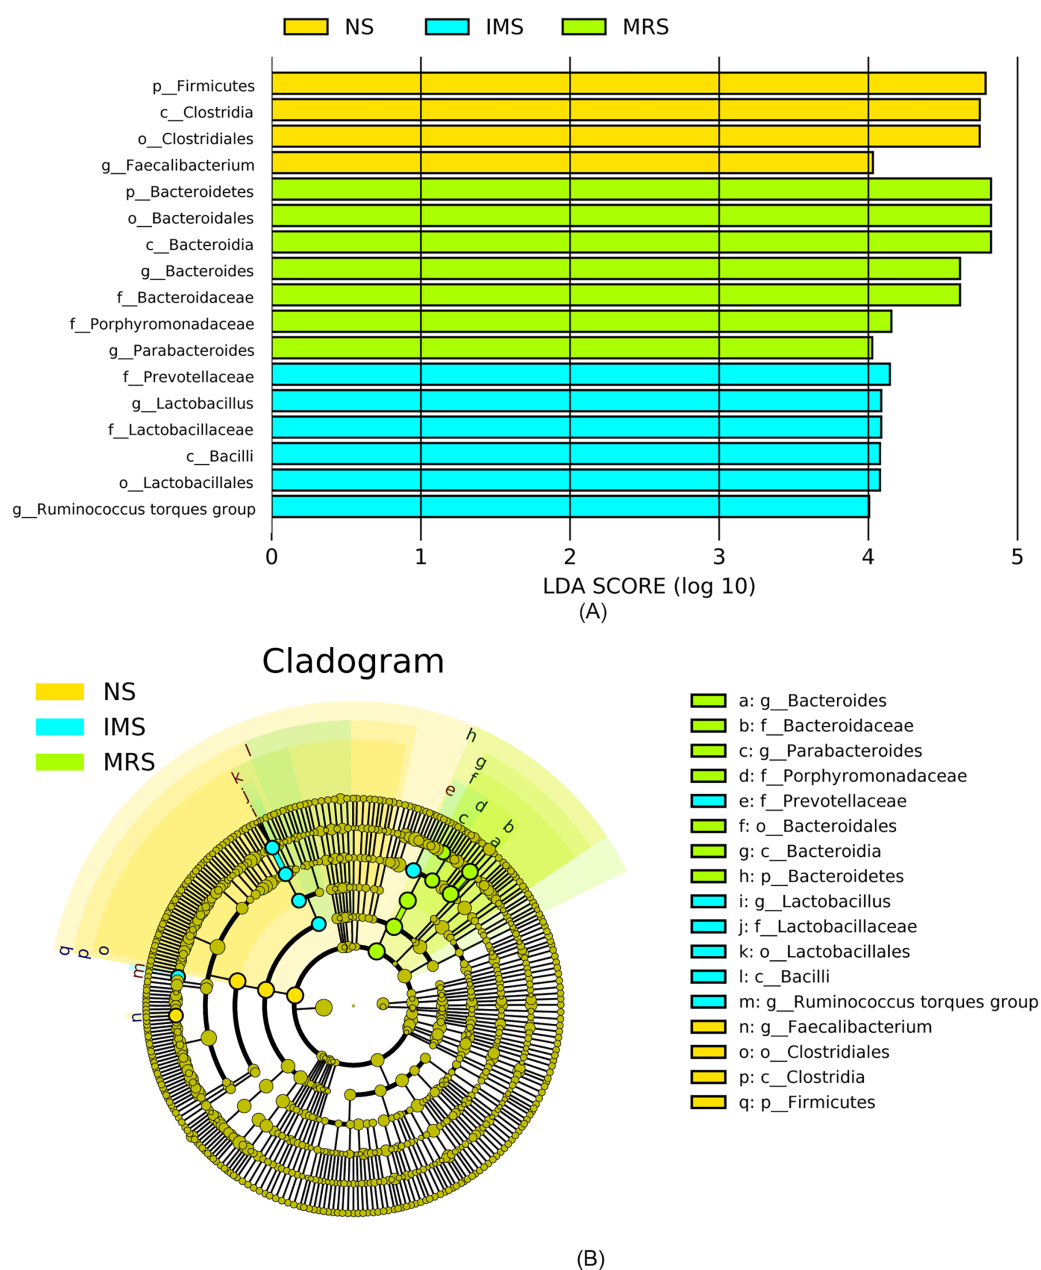 NS IMS MRS
p__Firmicutes
c__Clostridia
o__Clostridiales
g__Faecalibacterium
p__Bacteroidetes
o__Bacteroidales
c__Bacteroidia
g__Bacteroides
f__Bacteroidaceae
f__Porphyromonadaceae
g__Parabacteroides
f__Prevotellaceae
g__Lactobacillus
f__Lactobacillaceae
c__Bacilli
o__Lactobacillales
g__Ruminococcus torques group
0 1 2 3 4 5
LDA SCORE (log 10)
(A)
Cladogram
NS
IMS
MRS
h
l
g
k
f
e
j
d
i
c
b
a
q p o
m
n
a: g__Bacteroides
b: f__Bacteroidaceae
c: g__Parabacteroides
d: f__Porphyromonadaceae
e: f__Prevotellaceae
f: o__Bacteroidales
g: c__Bacteroidia
h: p__Bacteroidetes
i: g__Lactobacillus
j: f__Lactobacillaceae
k: o__Lactobacillales
l: c__Bacilli
m: g__Ruminococcus torques group
n: g__Faecalibacterium
o: o__Clostridiales
p: c__Clostridia
q: p__Firmicutes
(B)